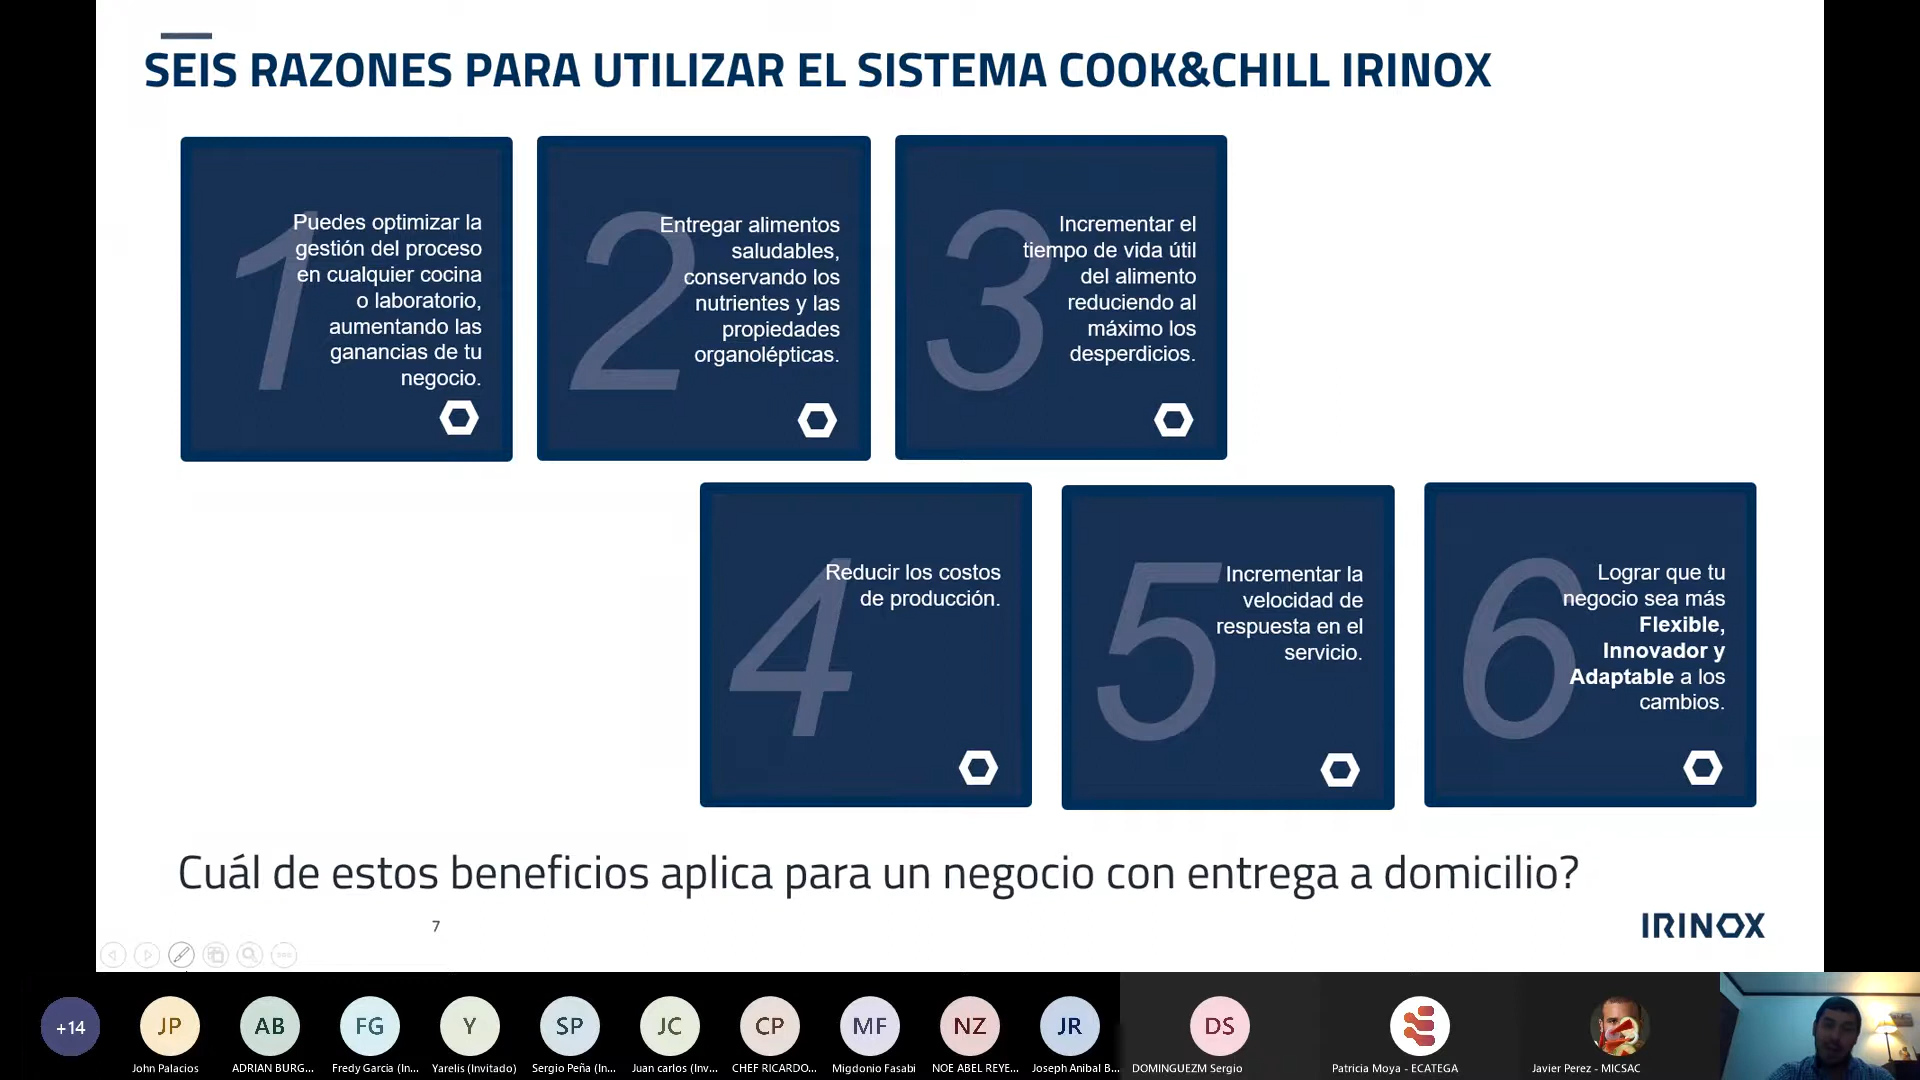 SEIS RAZONES PARA UTILIZAR EL SISTEMA COOK&CHILL IRINOX
1
Puedes optimizar la
gestión del proceso
en cualquier cocina
o laboratorio,
aumentando las
ganancias de tu
negocio.
2
Entregar alimentos
saludables,
conservando los
nutrientes y las
propiedades
organolépticas.
3
Incrementar el
tiempo de vida útil
del alimento
reduciendo al
máximo los
desperdicios.
4
Reducir los costos
de producción.
5
Incrementar la
velocidad de
respuesta en el
servicio.
6
Lograr que tu
negocio sea más
Flexible,
Innovador y
Adaptable a los
cambios.
Cuál de estos beneficios aplica para un negocio con entrega a domicilio?
7
IRINOX
+14
JP
AB
FG
Y
SP
JC
CP
MF
NZ
JR
DS
John Palacios
ADRIAN BURG...
Fredy Garcia (In...
Yarelis (Invitado)
Sergio Peña (In...
Juan carlos (Inv...
CHEF RICARDO...
Migdonio Fasabi
NOE ABEL REYE...
Joseph Anibal B...
DOMINGUEZM Sergio
Patricia Moya - ECATEGA
Javier Perez - MICSAC